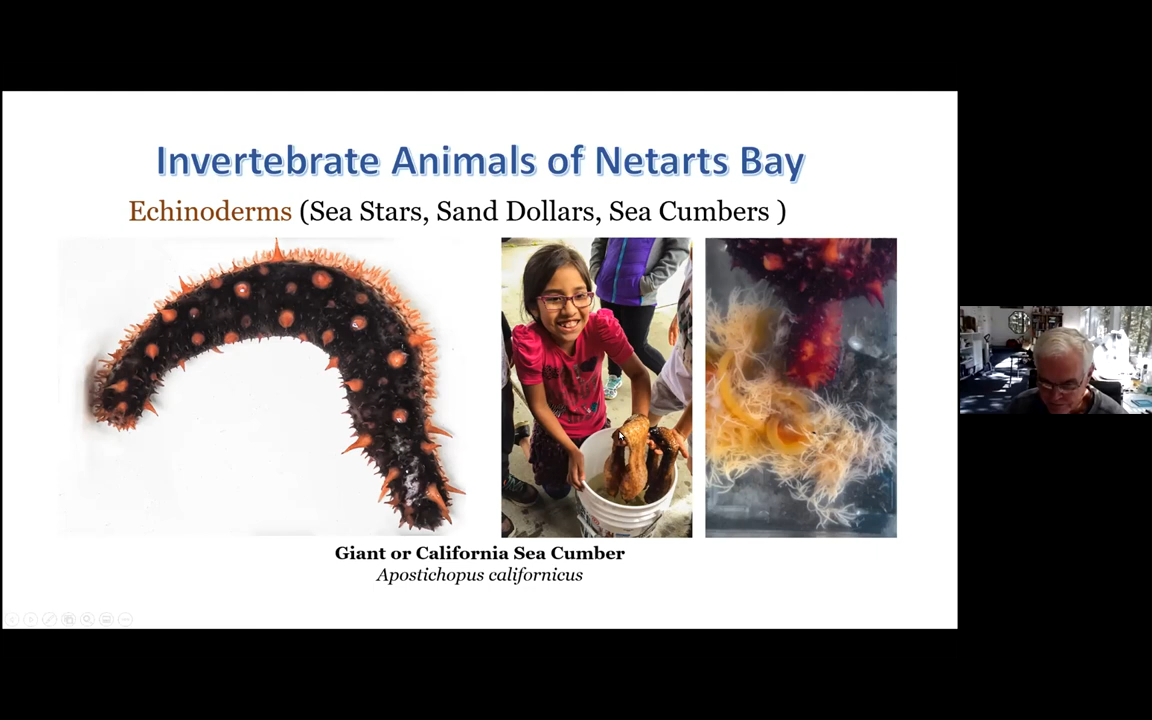 Invertebrate Animals of Netarts Bay
Echinoderms (Sea Stars, Sand Dollars, Sea Cumbers )
Giant or California Sea Cumber
Apostichopus californicus